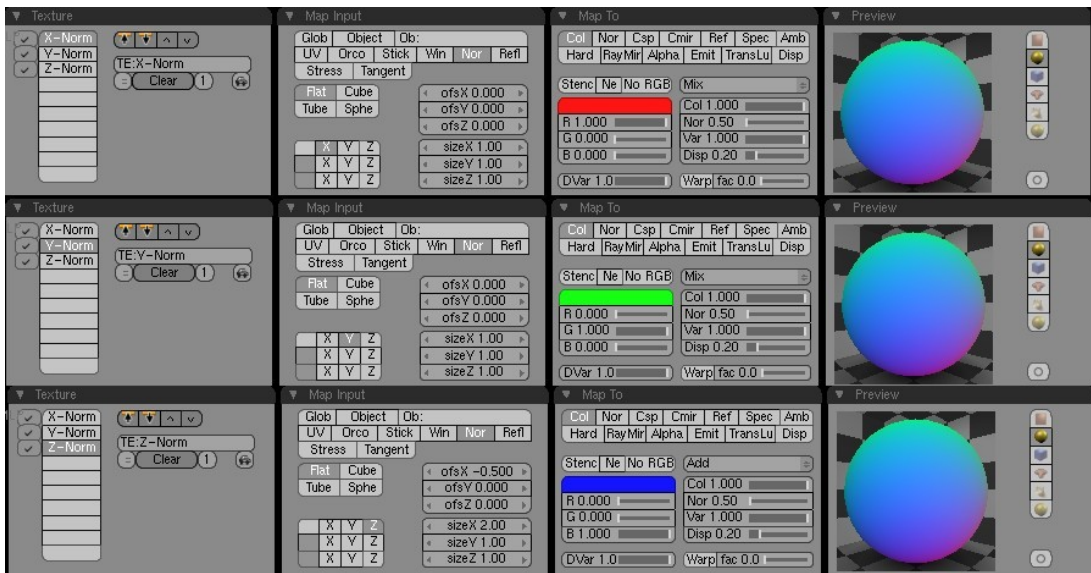 Texture Map Input Map To Preview
X-Norm Glob Object Ob: Col Nor Csp Cmir Ref Spec Amb
Y-Norm UV Orco Stick Win Nor Refl Hard RayMir Alpha Emit TransLu Disp
Z-Norm TE:X-Norm Stress Tangent
Clear 1 Flat Cube ofsX 0.000 Stenc Ne No RGB Mix
Tube Sphe ofsY 0.000 Col 1.000
ofsZ 0.000 R 1.000 Nor 0.50
X Y Z sizeX 1.00 G 0.000 Var 1.000
X Y Z sizeY 1.00 B 0.000 Disp 0.20
X Y Z sizeZ 1.00 DVar 1.0 Warp fac 0.0
Texture Map Input Map To Preview
X-Norm Glob Object Ob: Col Nor Csp Cmir Ref Spec Amb
Y-Norm UV Orco Stick Win Nor Refl Hard RayMir Alpha Emit TransLu Disp
Z-Norm TE:Y-Norm Stress Tangent
Clear 1 Flat Cube ofsX 0.000 Stenc Ne No RGB Mix
Tube Sphe ofsY 0.000 Col 1.000
ofsZ 0.000 R 0.000 Nor 0.50
X Y Z sizeX 1.00 G 1.000 Var 1.000
X Y Z sizeY 1.00 B 0.000 Disp 0.20
X Y Z sizeZ 1.00 DVar 1.0 Warp fac 0.0
Texture Map Input Map To Preview
X-Norm Glob Object Ob: Col Nor Csp Cmir Ref Spec Amb
Y-Norm UV Orco Stick Win Nor Refl Hard RayMir Alpha Emit TransLu Disp
Z-Norm TE:Z-Norm Stress Tangent
Clear 1 Flat Cube ofsX -0.500 Stenc Ne No RGB Add
Tube Sphe ofsY 0.000 Col 1.000
ofsZ 0.000 R 0.000 Nor 0.50
X Y Z sizeX 2.00 G 0.000 Var 1.000
X Y Z sizeY 1.00 B 1.000 Disp 0.20
X Y Z sizeZ 1.00 DVar 1.0 Warp fac 0.0